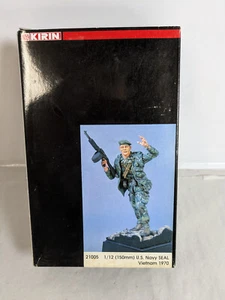 KIRIN
21005 1/12 (150mm) U.S. Navy SEAL
Vietnam 1970